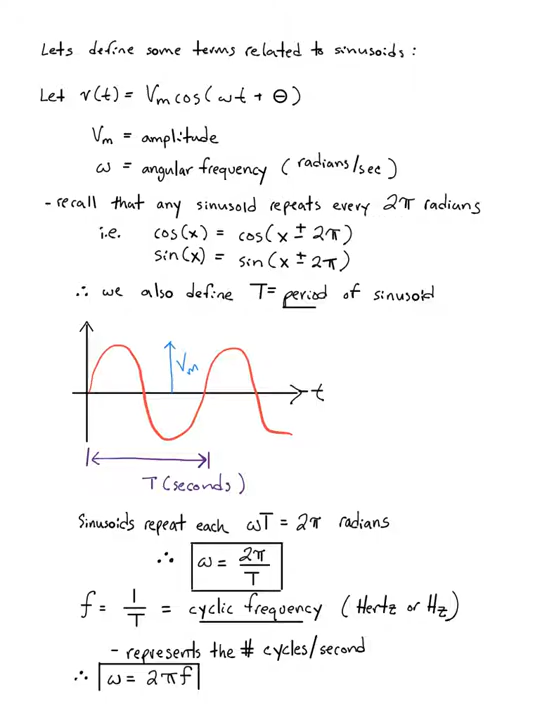 Lets define some terms related to sinusoids :
Let v(t) = Vm cos( ωt + θ)
Vm = amplitude
ω = angular frequency ( radians/sec )
- recall that any sinusoid repeats every 2π radians
i.e. cos(x) = cos(x ± 2π)
sin(x) = sin(x ± 2π)
∴ we also define T= period of sinusoid
Vm
t
T (seconds)
Sinusoids repeat each ωT = 2π radians
∴ ω = 2π/T
f = 1/T = cyclic frequency ( Hertz or Hz )
- represents the # cycles/second
∴ ω = 2πf